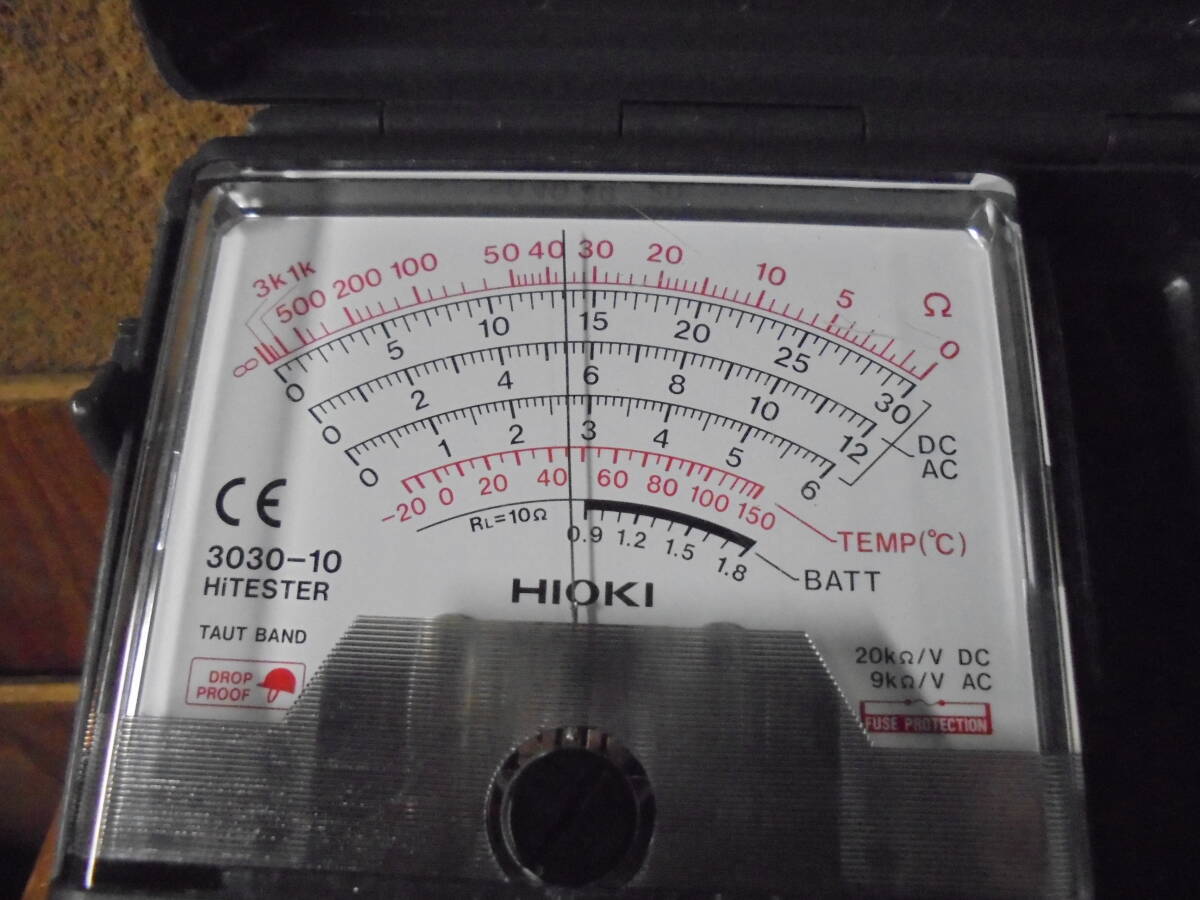 3k 1k 500 200 100 50 40 30 20 10 5 0 Ω
∞
0 5 10 15 20 25 30
0 2 4 6 8 10 12
DC
AC
0 1 2 3 4 5 6
-20 0 20 40 60 80 100 150
TEMP(℃)
RL=10Ω
0.9 1.2 1.5 1.8
BATT
CE
3030-10
HiTESTER
HIOKI
TAUT BAND
DROP
PROOF
20kΩ/V DC
9kΩ/V AC
FUSE PROTECTION